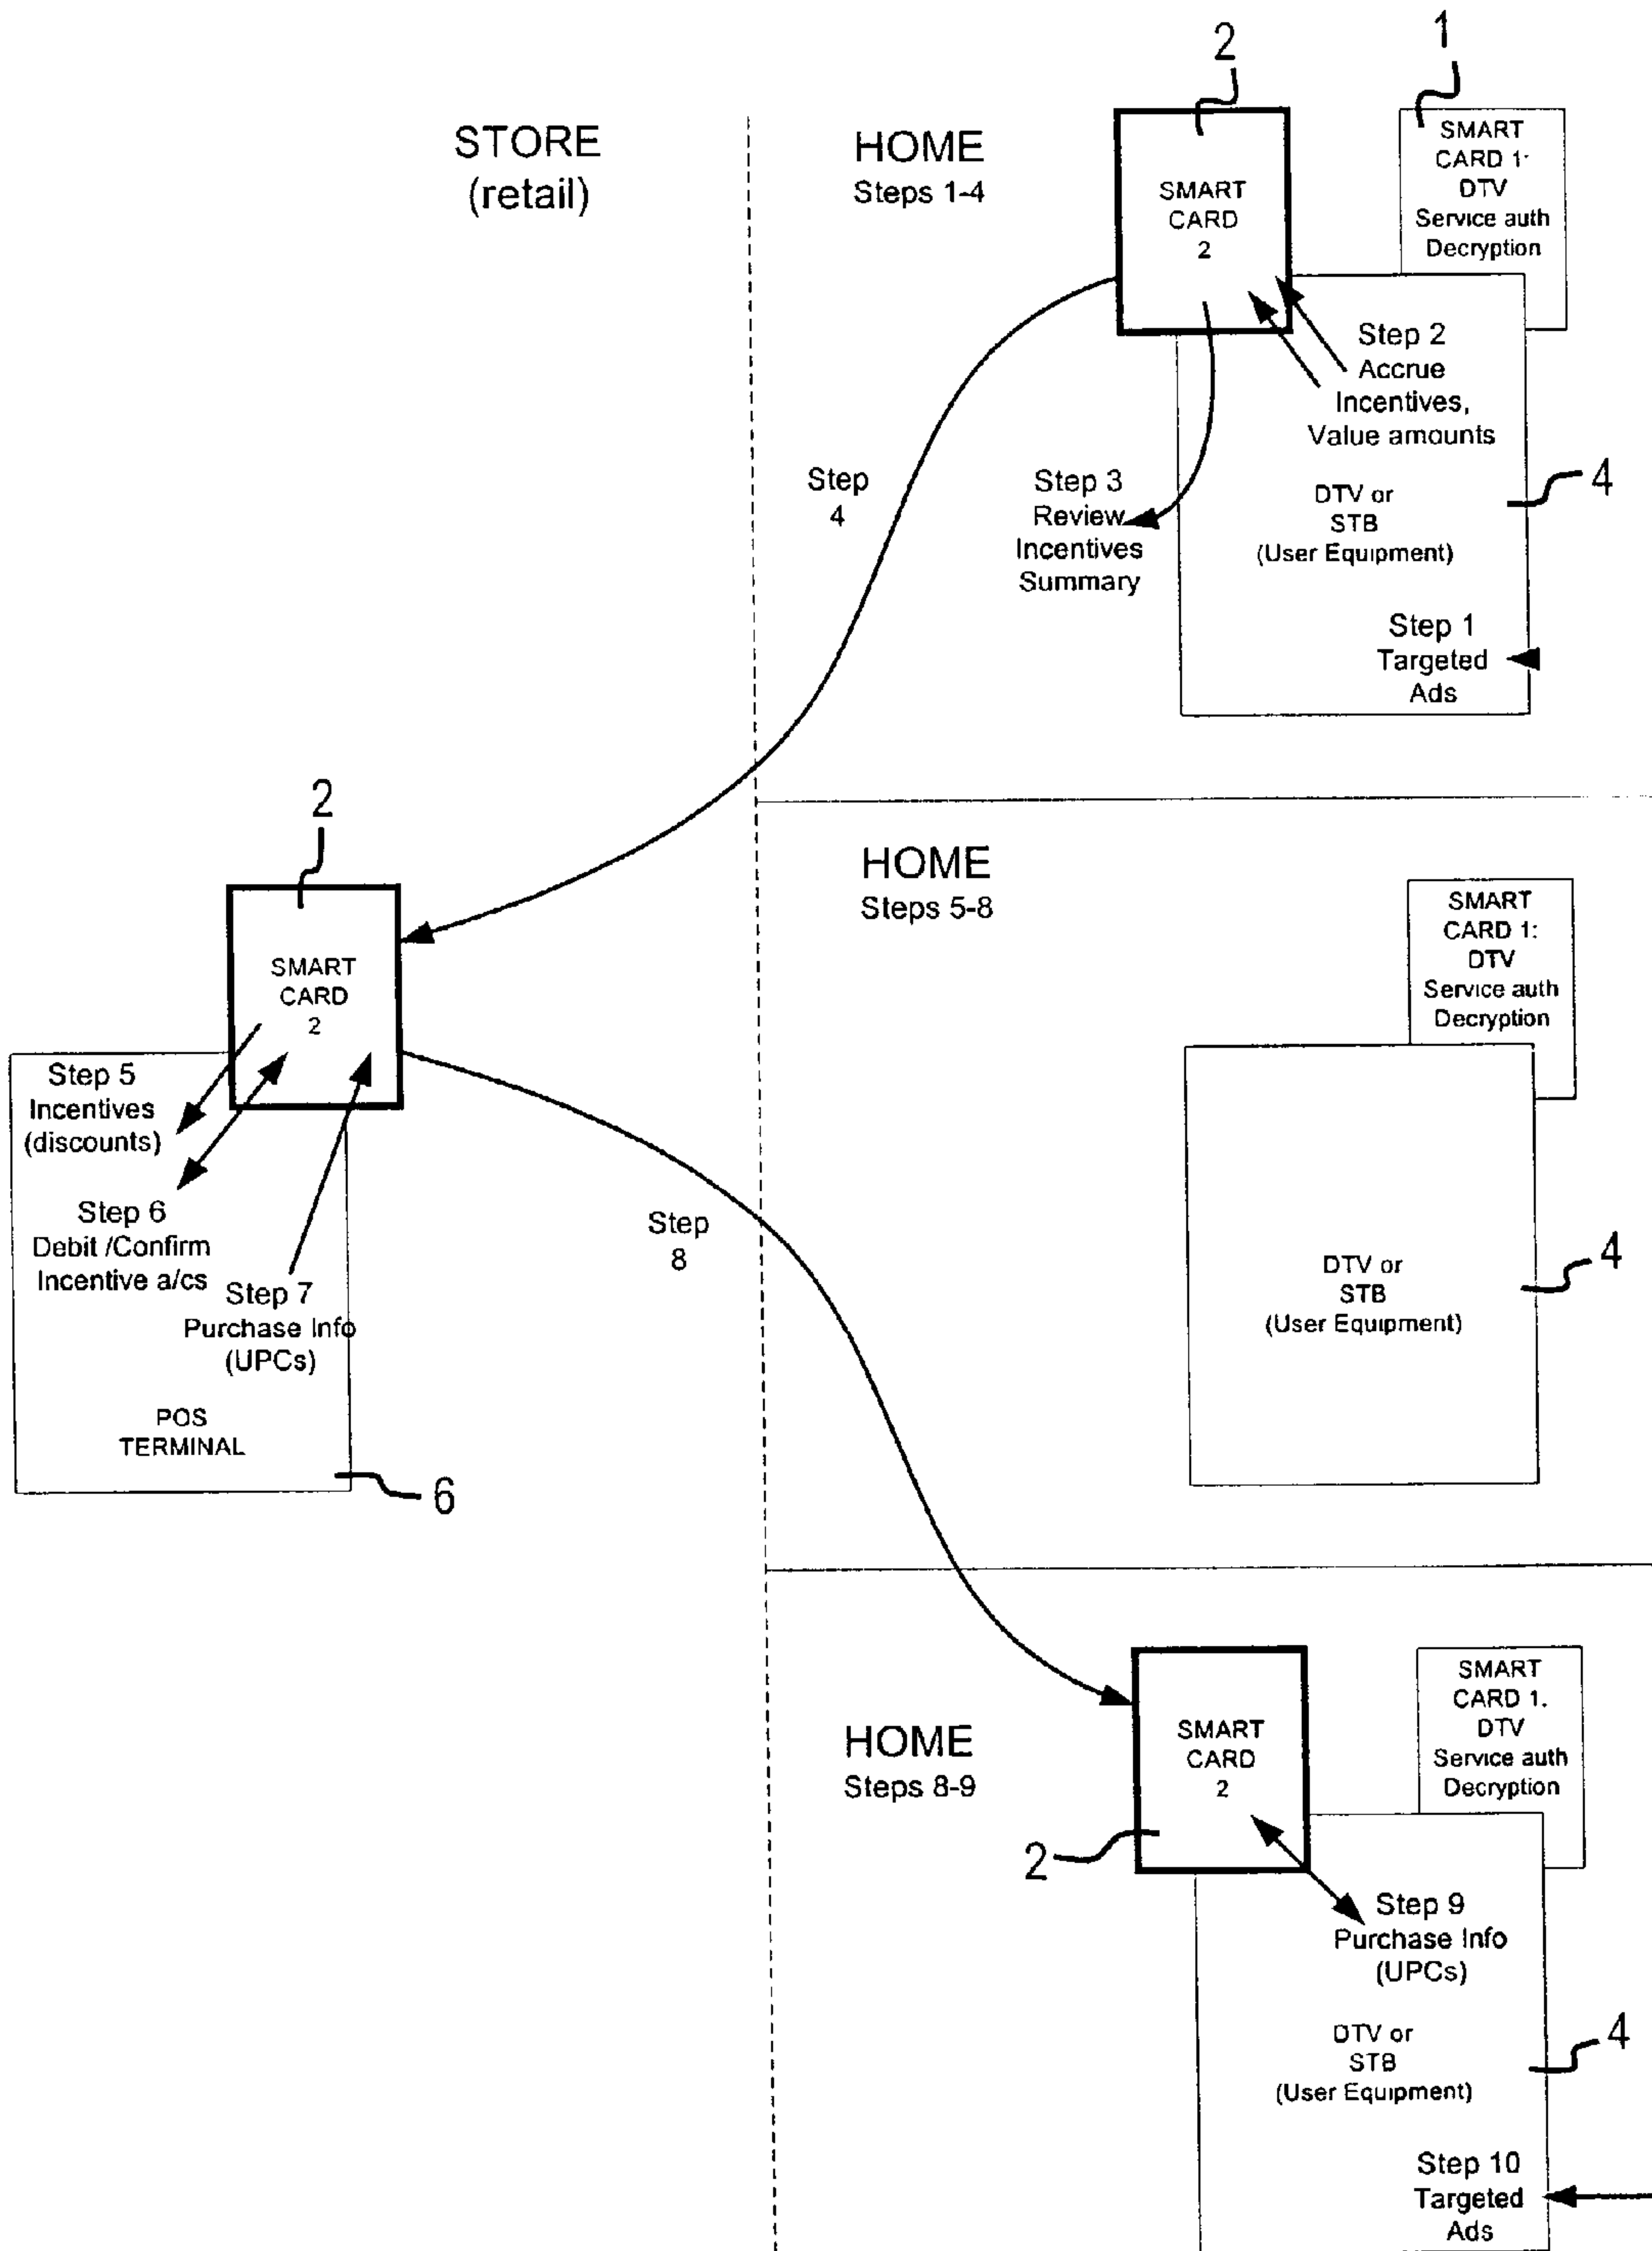 STORE
(retail)
HOME
Steps 1-4
2
1
SMART
CARD
2
SMART
CARD 1:
DTV
Service auth
Decryption
Step 2
Accrue
Incentives,
Value amounts
Step
4
Step 3
Review
Incentives
Summary
DTV or
STB
(User Equipment)
4
Step 1
Targeted
Ads
2
SMART
CARD
2
HOME
Steps 5-8
SMART
CARD 1:
DTV
Service auth
Decryption
Step 5
Incentives
(discounts)
Step 6
Debit /Confirm
Incentive a/cs
Step 7
Purchase Info
(UPCs)
POS
TERMINAL
6
Step
8
DTV or
STB
(User Equipment)
4
HOME
Steps 8-9
SMART
CARD
2
2
SMART
CARD 1.
DTV
Service auth
Decryption
Step 9
Purchase Info
(UPCs)
DTV or
STB
(User Equipment)
4
Step 10
Targeted
Ads